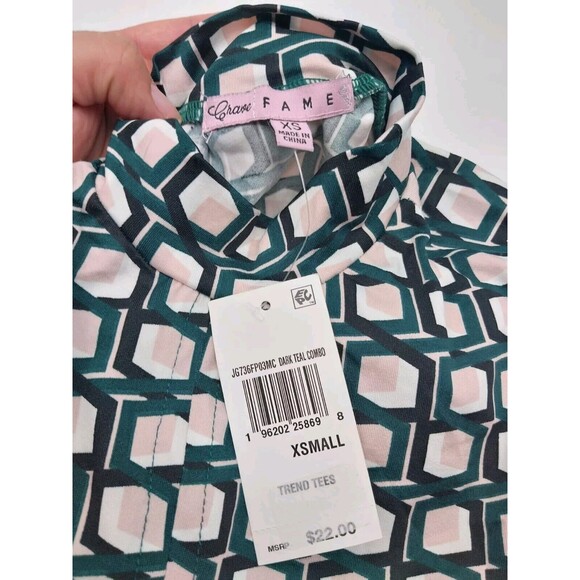 Crave FAME
XS
MADE IN
CHINA
JG736FP03MC DARK TEAL COMBO
1 96202 25869 8
XSMALL
TREND TEES
MSRP $22.00